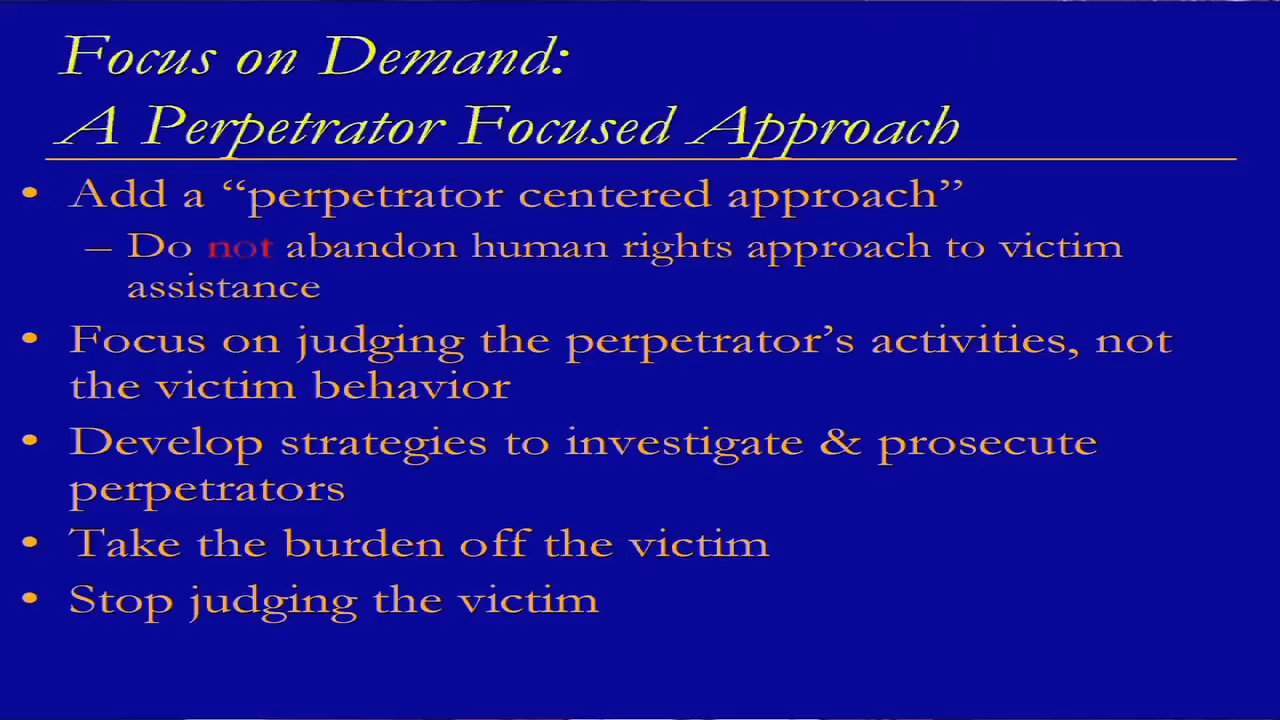 Focus on Demand:
A Perpetrator Focused Approach
• Add a “perpetrator centered approach”
– Do not abandon human rights approach to victim
assistance
• Focus on judging the perpetrator’s activities, not
the victim behavior
• Develop strategies to investigate & prosecute
perpetrators
• Take the burden off the victim
• Stop judging the victim